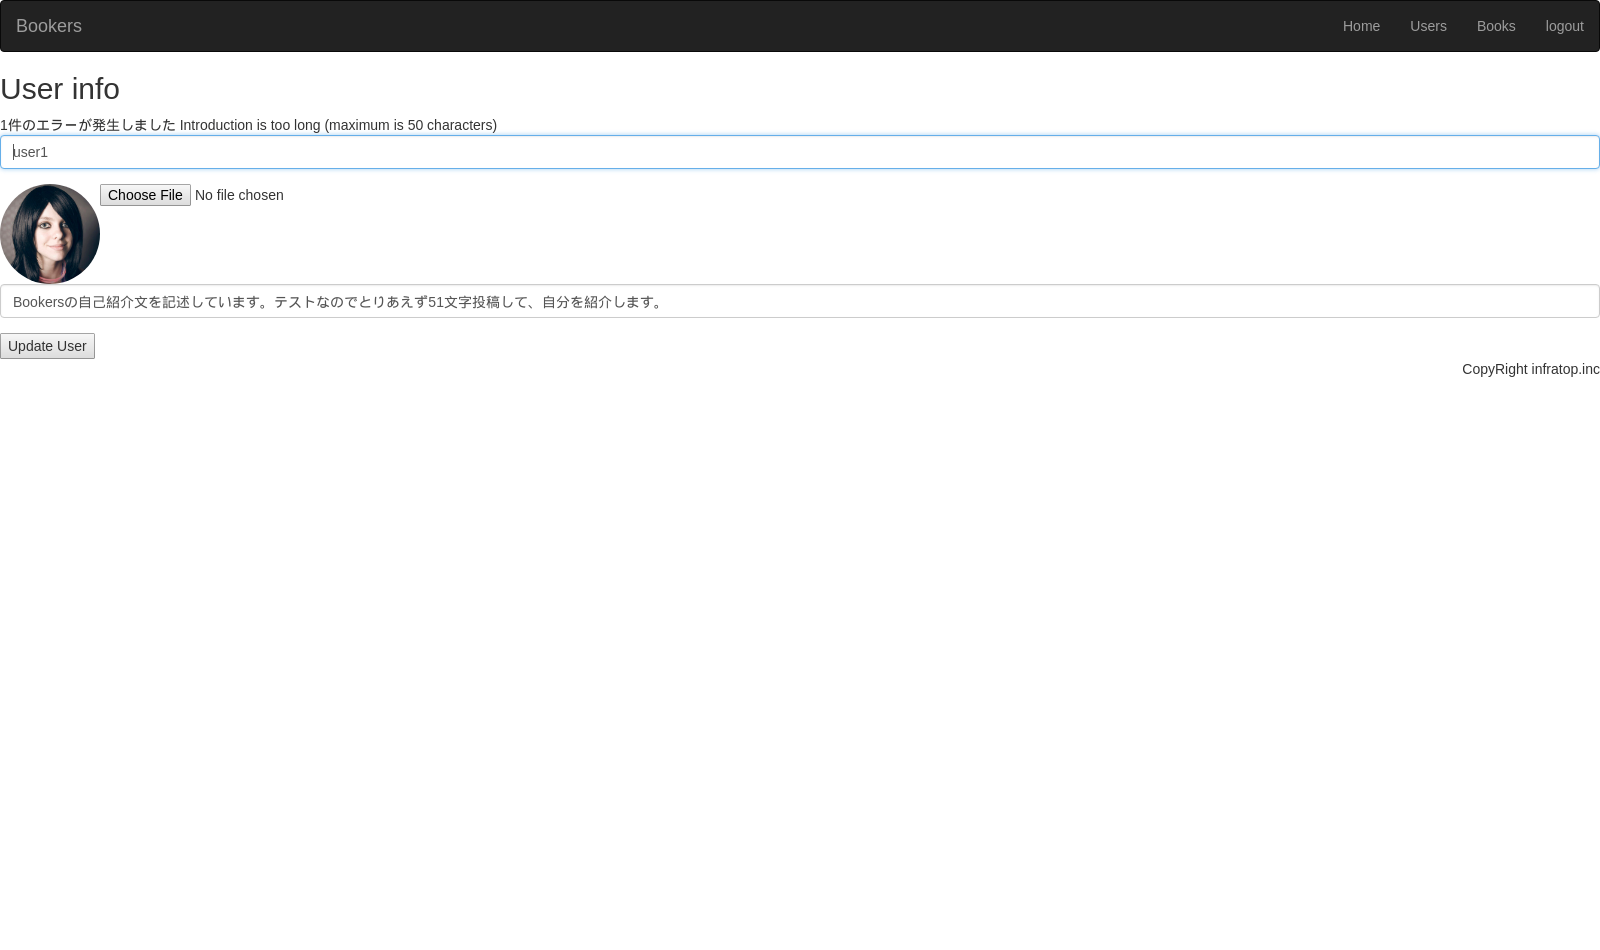 Bookers Home Users Books logout
User info
1件のエラーが発生しました Introduction is too long (maximum is 50 characters)
user1
Choose File No file chosen
Bookersの自己紹介文を記述しています。テストなのでとりあえず51文字投稿して、自分を紹介します。
Update User
CopyRight infratop.inc